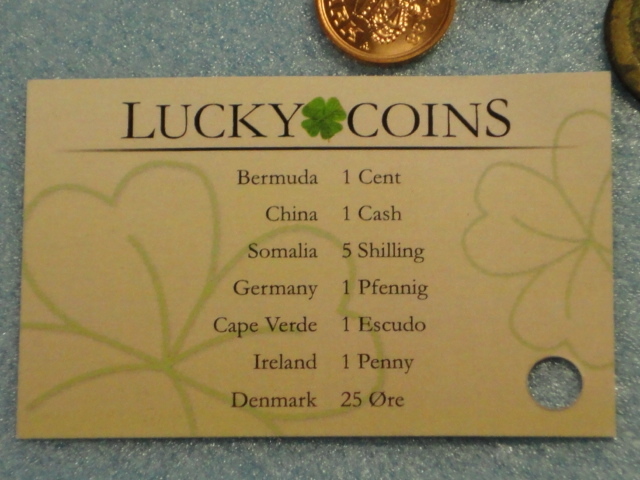 LUCKY COINS
Bermuda 1 Cent
China 1 Cash
Somalia 5 Shilling
Germany 1 Pfennig
Cape Verde 1 Escudo
Ireland 1 Penny
Denmark 25 Øre